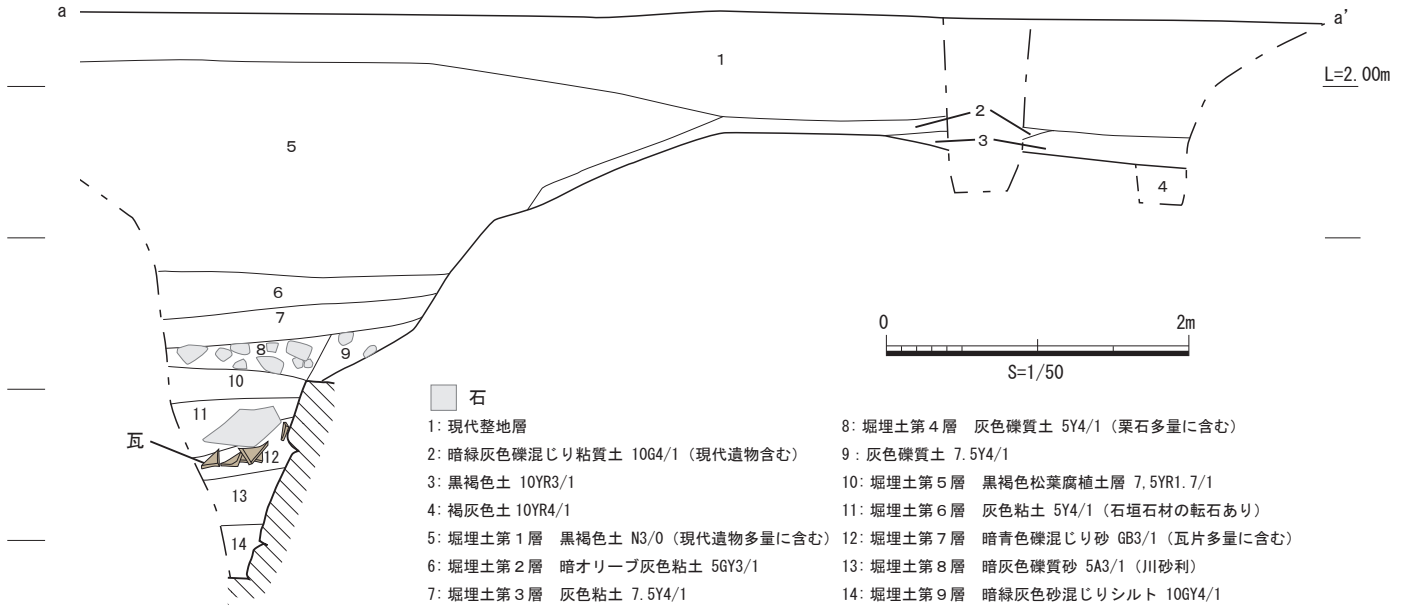 a
a'
1
L=2.00m
2
3
5
4
6
7
8
9
10
11
瓦
12
13
14
0 2m
S=1/50
石
1: 現代整地層
2: 暗緑灰色礫混じり粘質土 10G4/1（現代遺物含む）
3: 黒褐色土 10YR3/1
4: 褐灰色土 10YR4/1
5: 堀埋土第１層　黒褐色土 N3/0（現代遺物多量に含む）
6: 堀埋土第２層　暗オリーブ灰色粘土 5GY3/1
7: 堀埋土第３層　灰色粘土 7.5Y4/1
8: 堀埋土第４層　灰色礫質土 5Y4/1（栗石多量に含む）
9：灰色礫質土 7.5Y4/1
10: 堀埋土第５層　黒褐色松葉腐植土層 7,5YR1.7/1
11: 堀埋土第６層　灰色粘土 5Y4/1（石垣石材の転石あり）
12: 堀埋土第７層　暗青色礫混じり砂 GB3/1（瓦片多量に含む）
13: 堀埋土第８層　暗灰色礫質砂 5A3/1（川砂利）
14: 堀埋土第９層　暗緑灰色砂混じりシルト 10GY4/1